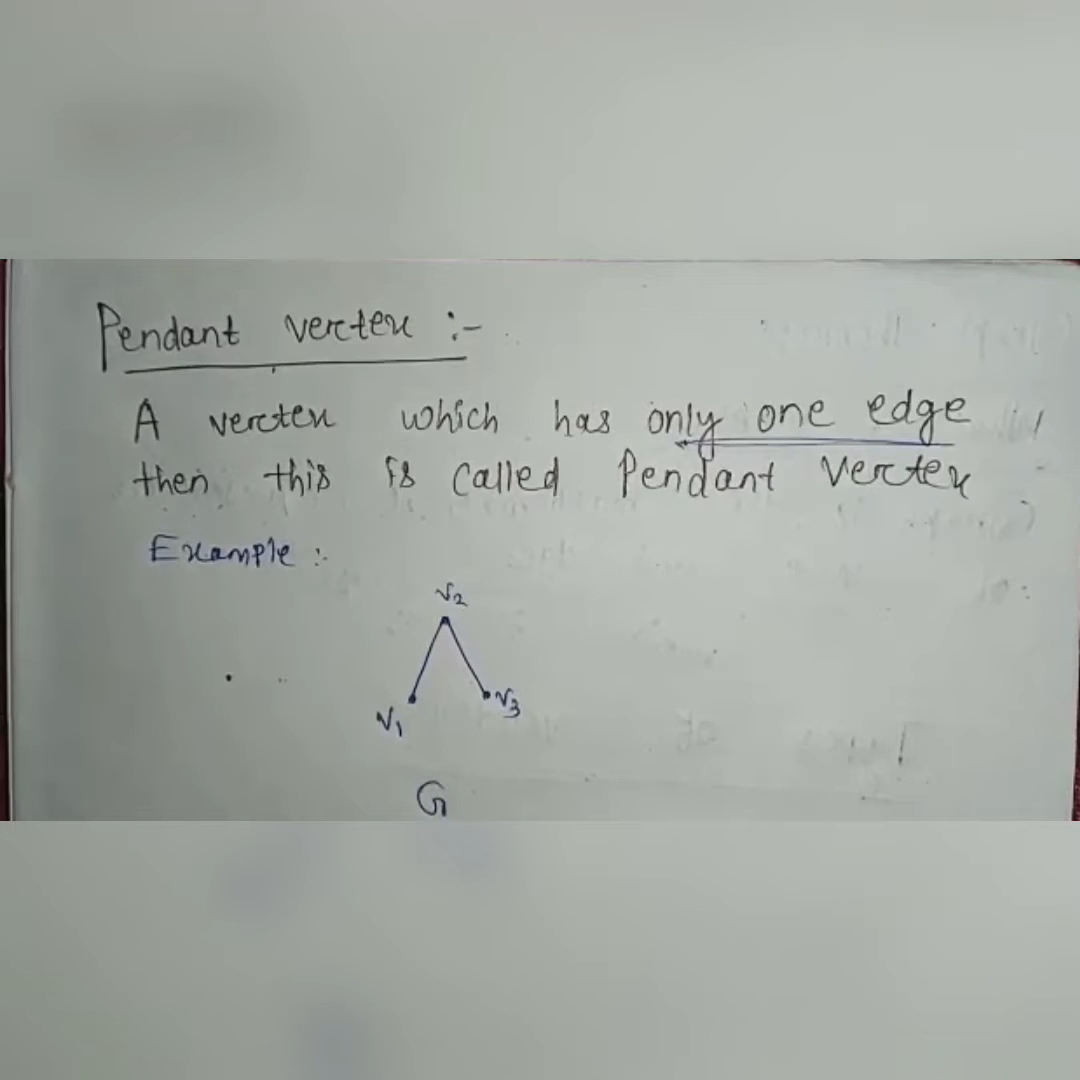 Pendant vertex :-
A vertex which has only one edge,
then this is called Pendant vertex
Example :
V2
V1
V3
G